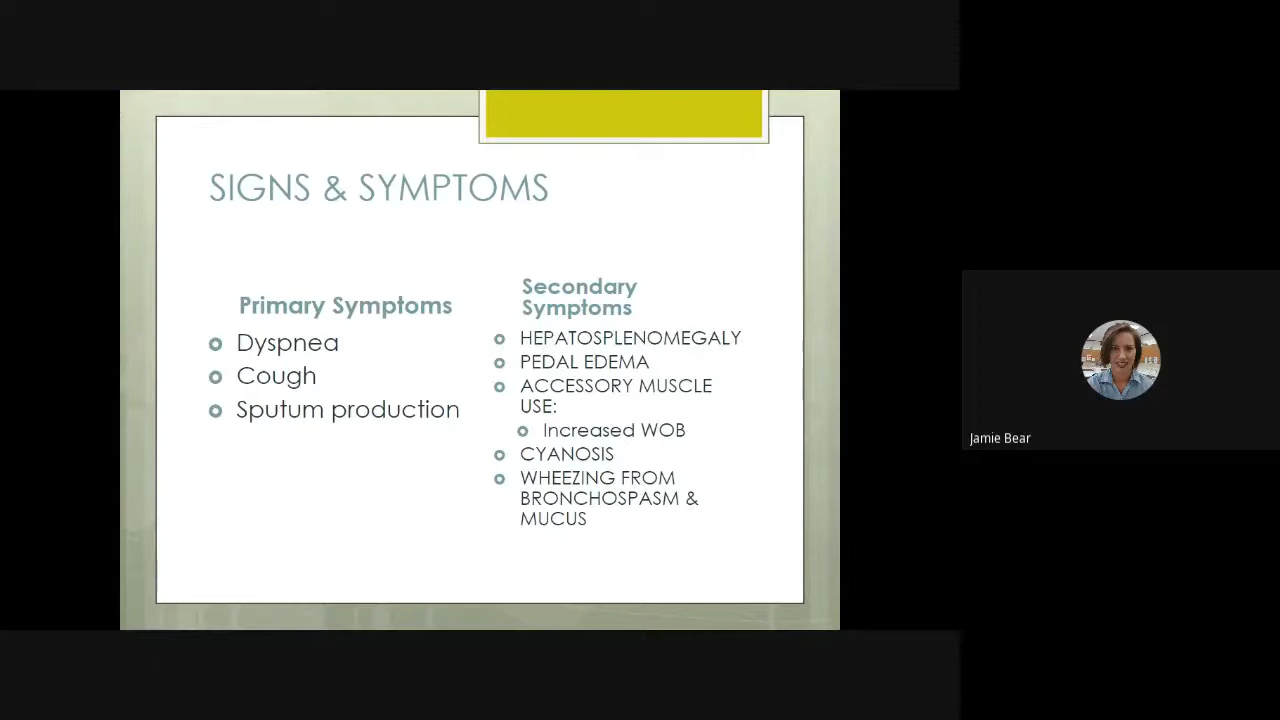 SIGNS & SYMPTOMS
Primary Symptoms
Dyspnea
Cough
Sputum production
Secondary
Symptoms
HEPATOSPLENOMEGALY
PEDAL EDEMA
ACCESSORY MUSCLE
USE:
Increased WOB
CYANOSIS
WHEEZING FROM
BRONCHOSPASM &
MUCUS
Jamie Bear